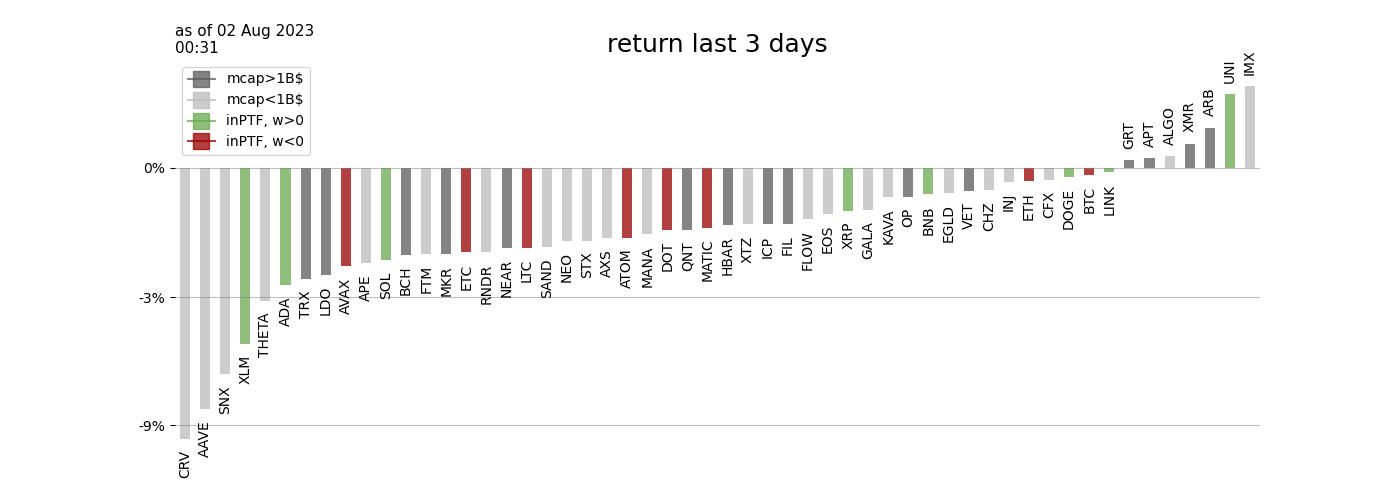 as of 02 Aug 2023
00:31
return last 3 days
mcap>1B$
mcap<1B$
inPTF, w>0
inPTF, w<0
0%
-3%
-9%
CRV
AAVE
SNX
XLM
THETA
ADA
TRX
LDO
AVAX
APE
SOL
BCH
FTM
MKR
ETC
RNDR
NEAR
LTC
SAND
NEO
STX
AXS
ATOM
MANA
DOT
QNT
MATIC
HBAR
XTZ
ICP
FIL
FLOW
EOS
XRP
GALA
KAVA
OP
BNB
EGLD
VET
CHZ
INJ
ETH
CFX
DOGE
BTC
LINK
GRT
APT
ALGO
XMR
ARB
UNI
IMX